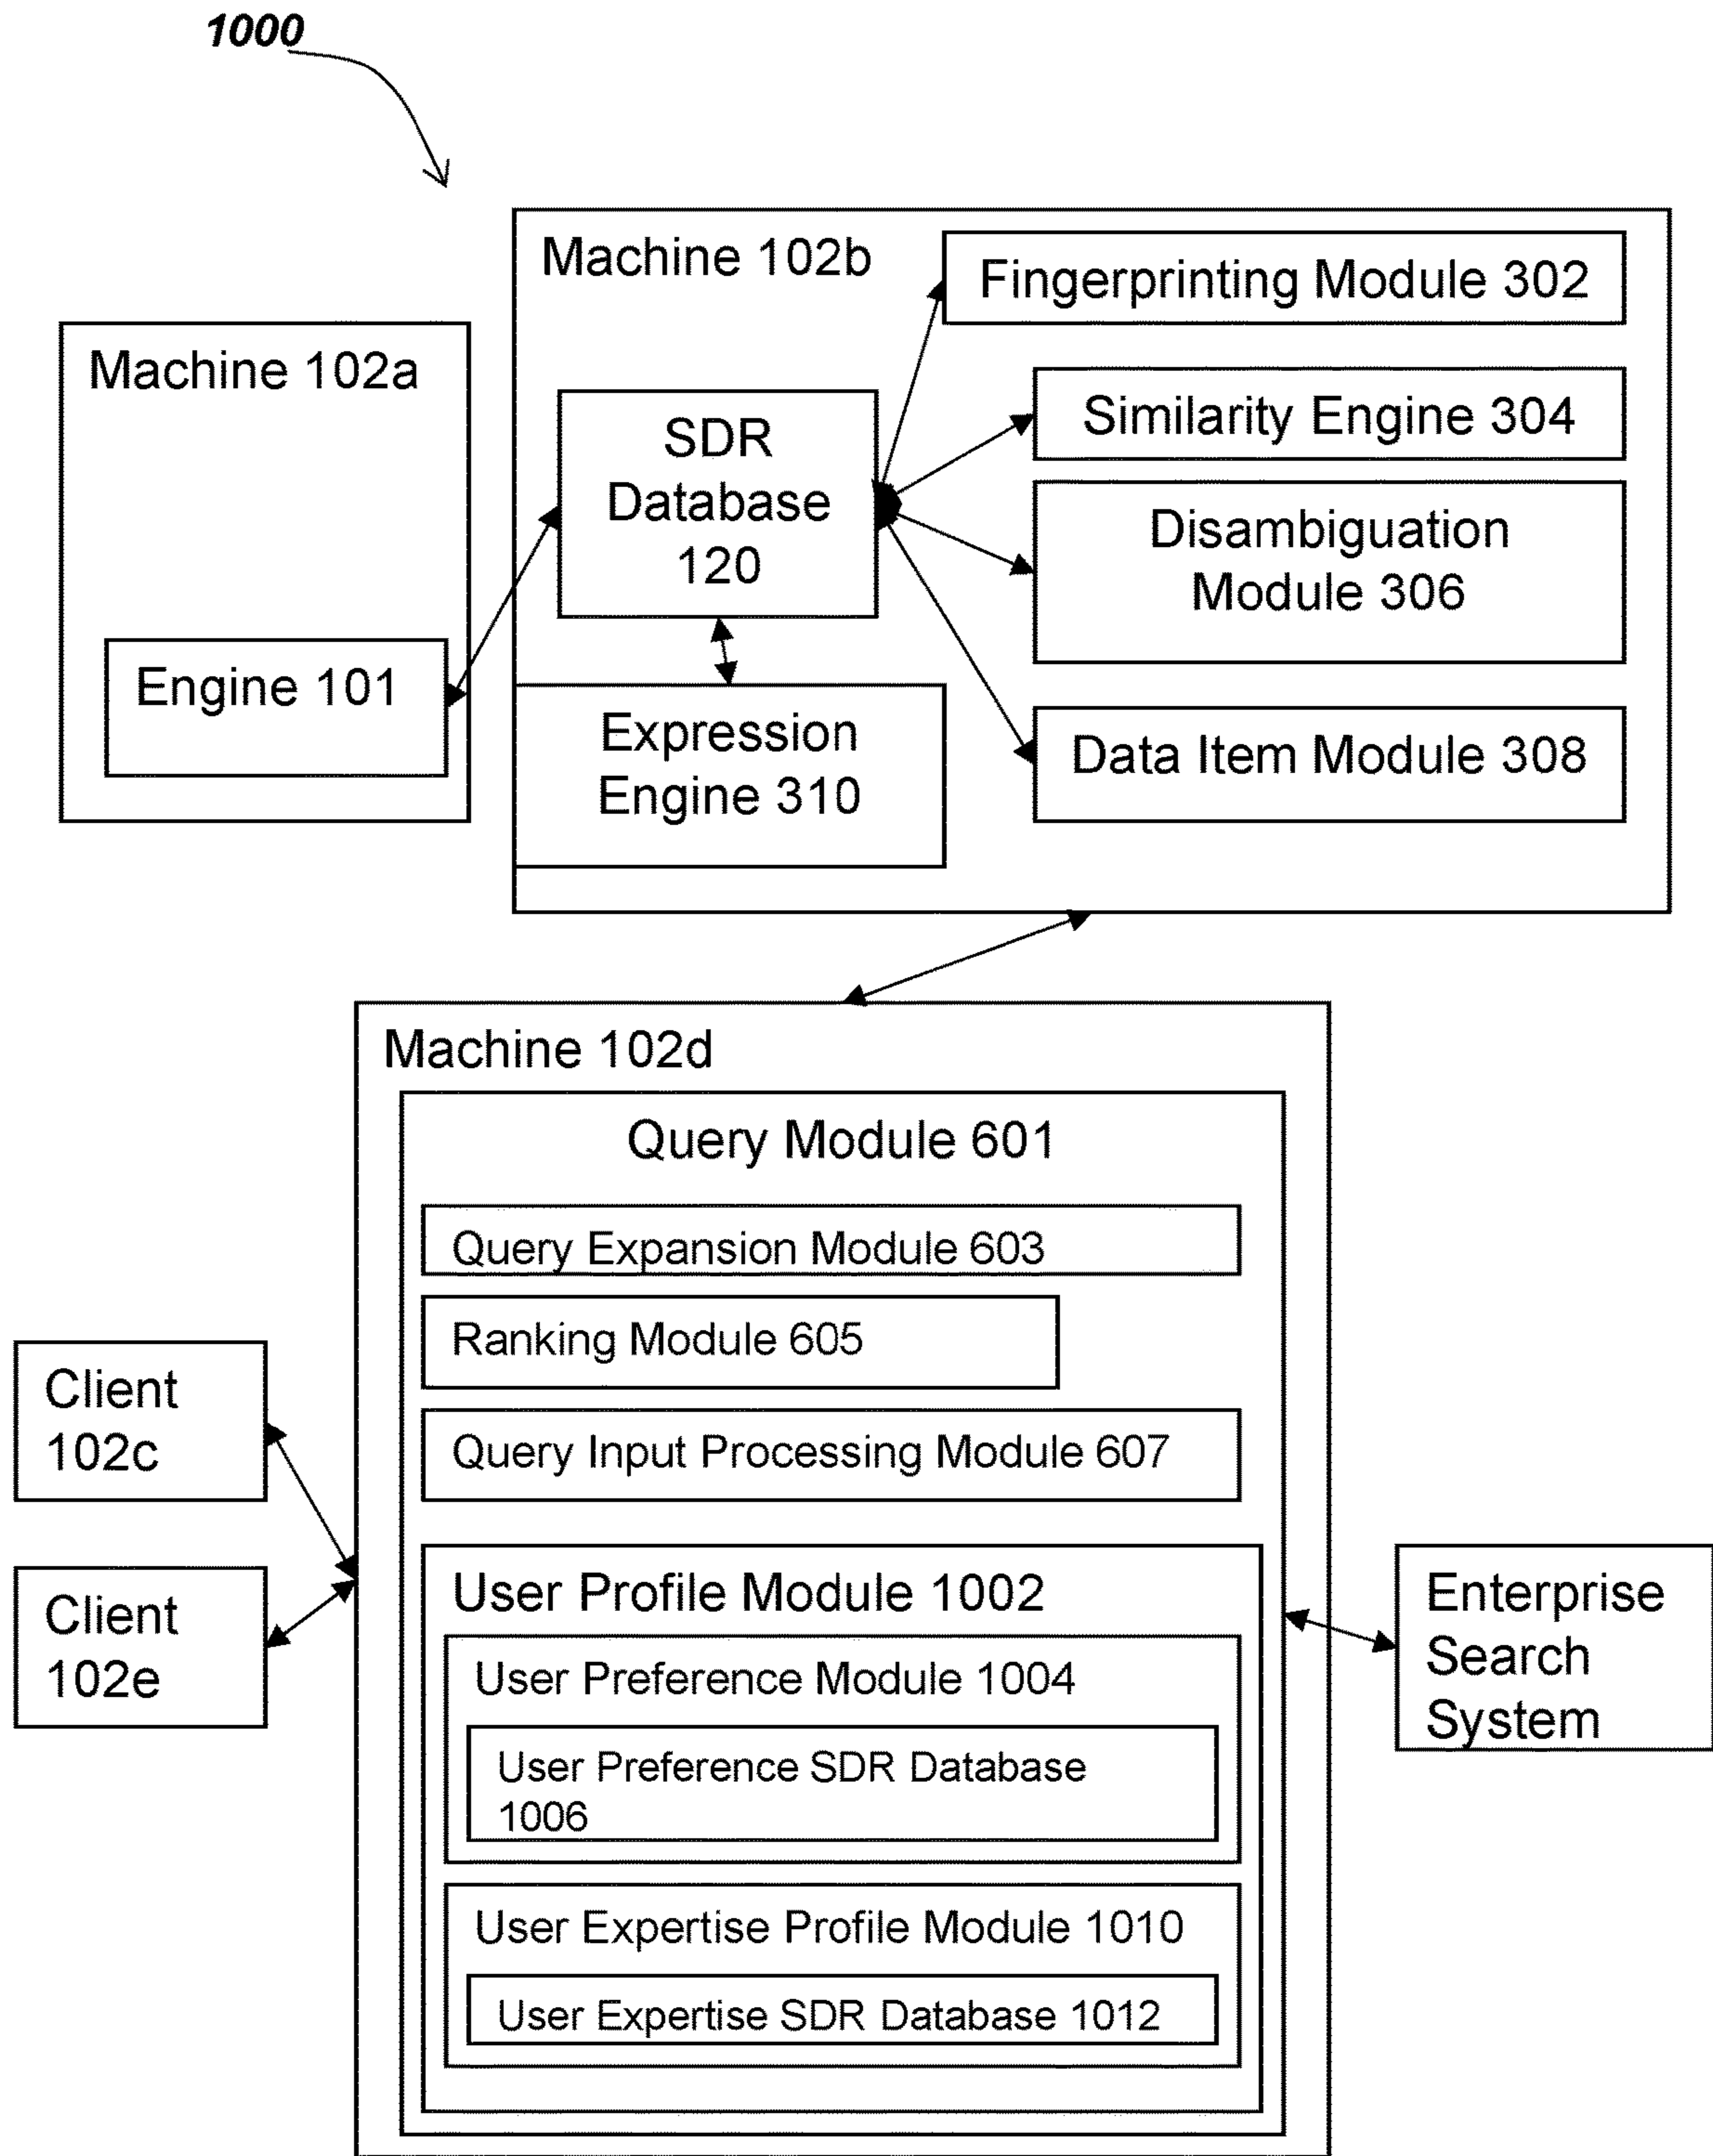 1000
Machine 102b
Fingerprinting Module 302
Machine 102a
Similarity Engine 304
SDR
Database
120
Disambiguation
Module 306
Engine 101
Expression
Engine 310
Data Item Module 308
Machine 102d
Query Module 601
Query Expansion Module 603
Ranking Module 605
Client
102c
Query Input Processing Module 607
Client
102e
User Profile Module 1002
Enterprise
Search
System
User Preference Module 1004
User Preference SDR Database
1006
User Expertise Profile Module 1010
User Expertise SDR Database 1012